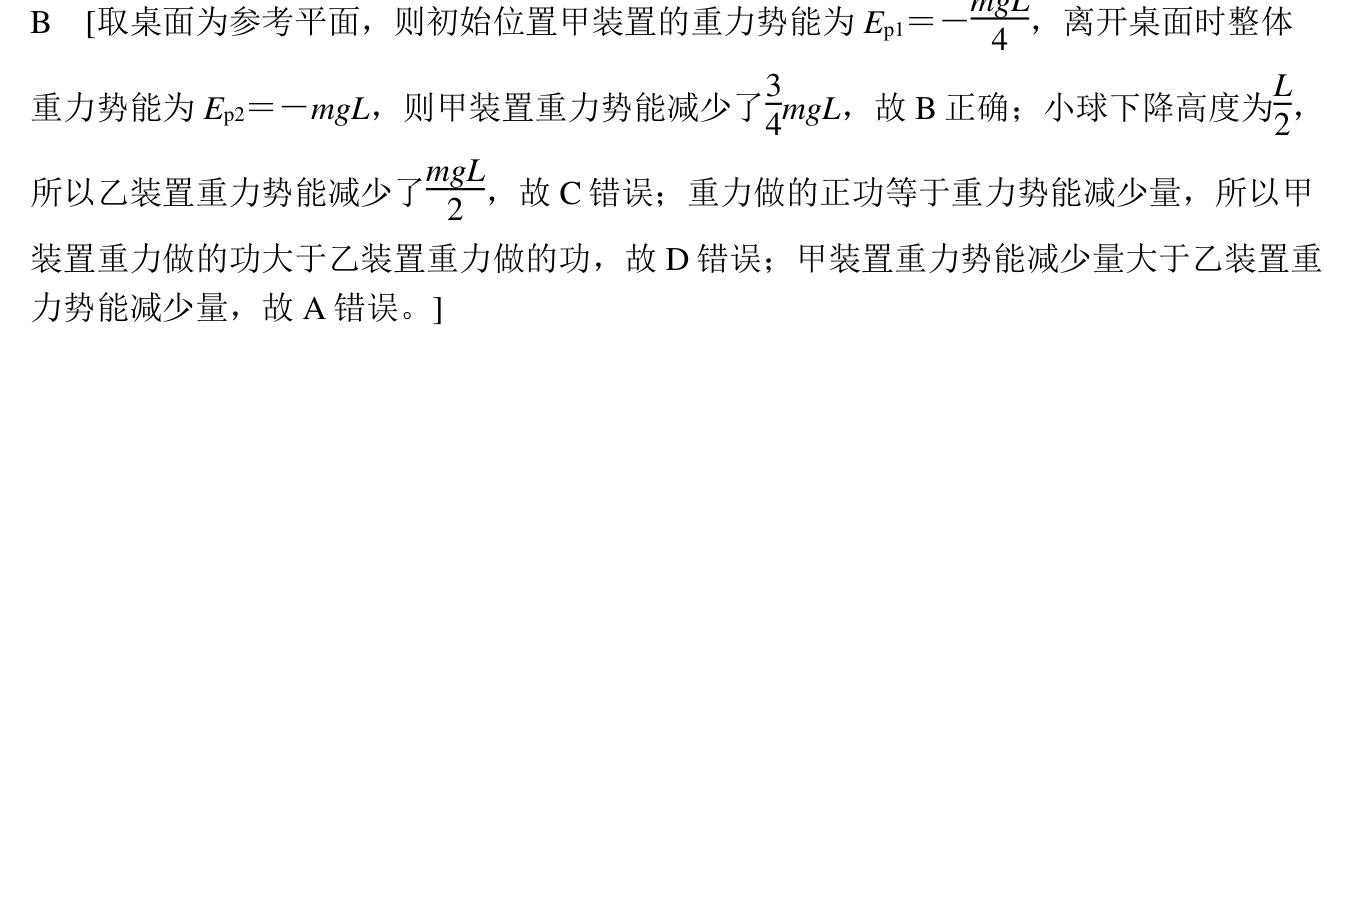 B [取桌面为参考平面，则初始位置甲装置的重力势能为 Ep1＝－mgL/4，离开桌面时整体
重力势能为 Ep2＝－mgL，则甲装置重力势能减少了3/4mgL，故 B 正确；小球下降高度为L/2，
所以乙装置重力势能减少了mgL/2，故 C 错误；重力做的正功等于重力势能减少量，所以甲
装置重力做的功大于乙装置重力做的功，故 D 错误；甲装置重力势能减少量大于乙装置重
力势能减少量，故 A 错误。]